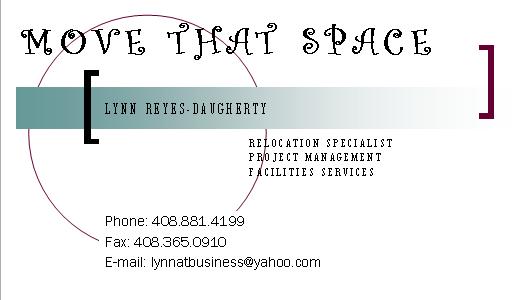 MOVE THAT SPACE
LYNN REYES-DAUGHERTY
RELOCATION SPECIALIST
PROJECT MANAGEMENT
FACILITIES SERVICES
Phone: 408.881.4199
Fax: 408.365.0910
E-mail: lynnatbusiness@yahoo.com